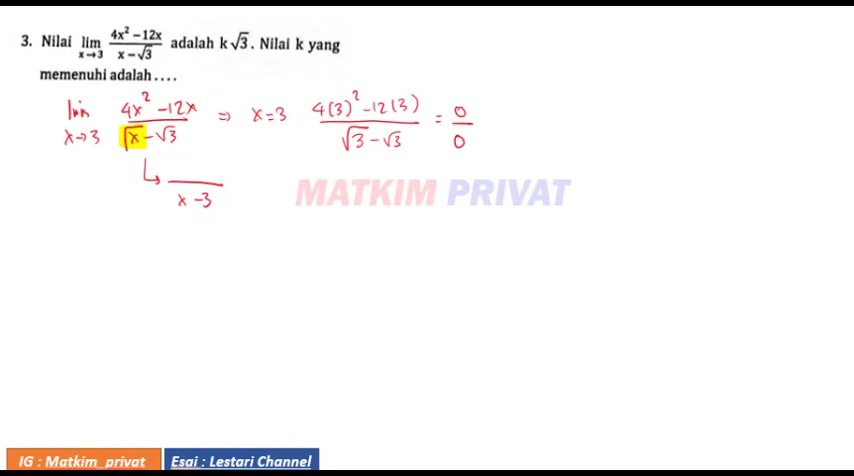 3. Nilai lim x→3 4x² − 12x / x − √3 adalah k√3. Nilai k yang
memenuhi adalah ....
lim x→3 4x² − 12x / √x − √3 ⇒ x = 3 4(3)² − 12(3) / √3 − √3 = 0/0
↳ — / x − 3
MATKIM PRIVAT
IG : Matkim_privat Esai : Lestari Channel